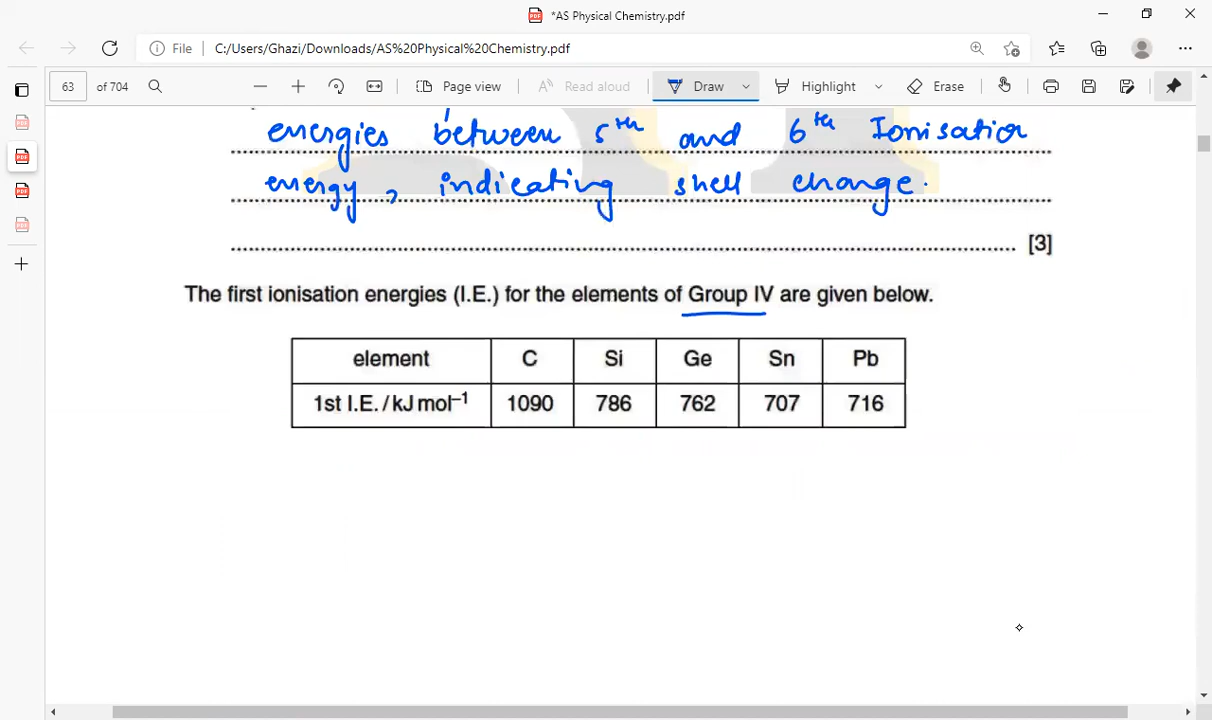 *AS Physical Chemistry.pdf
File C:/Users/Ghazi/Downloads/AS%20Physical%20Chemistry.pdf
63 of 704 Page view Read aloud Draw Highlight Erase
energies between 5th and 6th Ionisation
energy, indicating shell change.
[3]
The first ionisation energies (I.E.) for the elements of Group IV are given below.
element C Si Ge Sn Pb
1st I.E. / kJ mol⁻¹ 1090 786 762 707 716